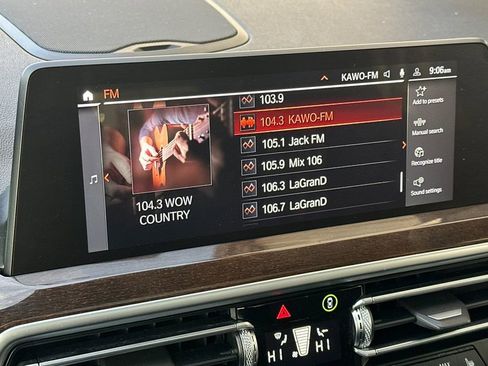 FM
KAWO-FM
9:06am
103.9
104.3 KAWO-FM
105.1 Jack FM
105.9 Mix 106
106.3 LaGranD
106.7 LaGranD
104.3 WOW
COUNTRY
Add to presets
Manual search
Recognize title
Sound settings
HI HI